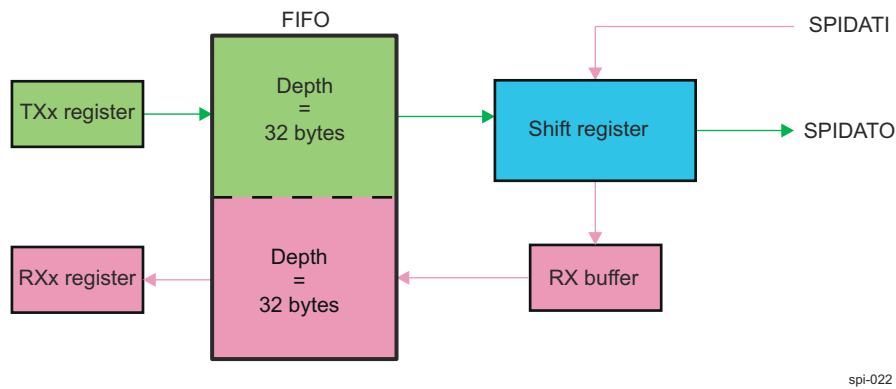 FIFO
SPIDATI
TXx register
Depth
=
32 bytes
Shift register
SPIDATO
RXx register
Depth
=
32 bytes
RX buffer
spi-022